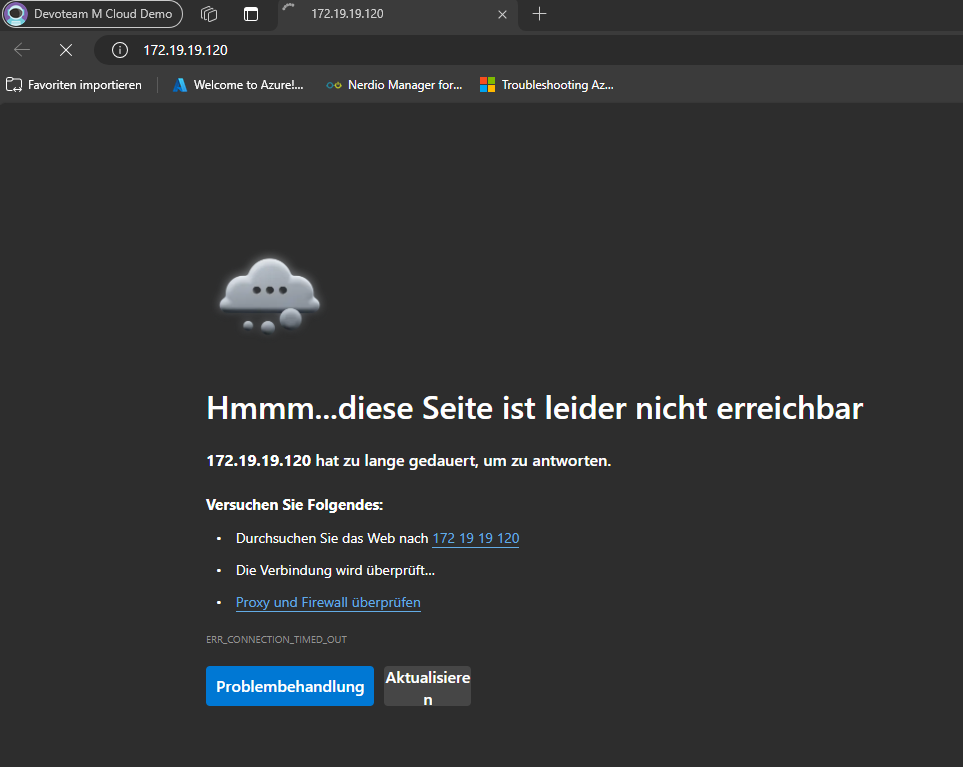 Devoteam M Cloud Demo
172.19.19.120
172.19.19.120
Favoriten importieren
Welcome to Azure!...
Nerdio Manager for...
Troubleshooting Az...
Hmmm...diese Seite ist leider nicht erreichbar
172.19.19.120 hat zu lange gedauert, um zu antworten.
Versuchen Sie Folgendes:
• Durchsuchen Sie das Web nach 172 19 19 120
• Die Verbindung wird überprüft...
• Proxy und Firewall überprüfen
ERR_CONNECTION_TIMED_OUT
Problembehandlung
Aktualisiere
n